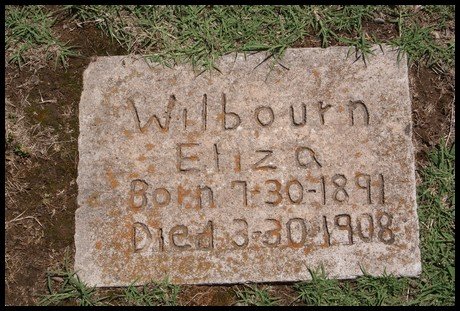 Wilbourn
Eliza
Born 7-30-1891
Died 3-30-1908